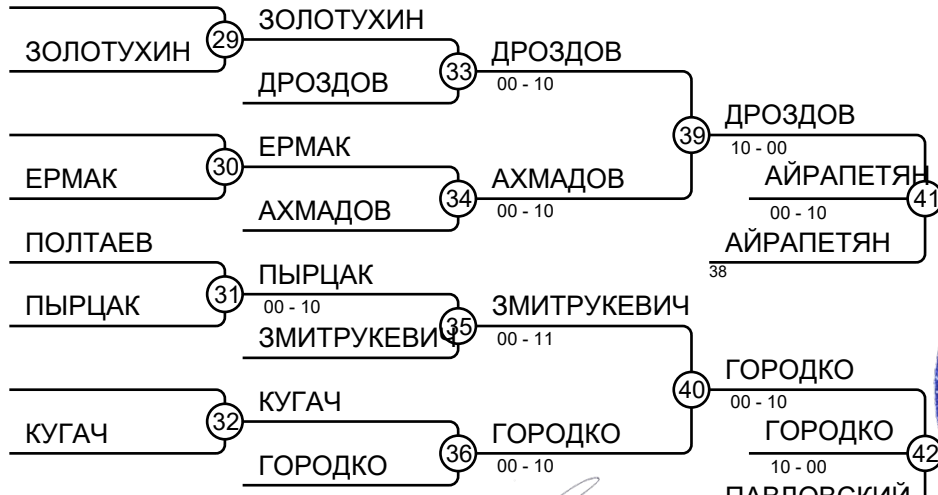 ЗОЛОТУХИН
29
ЗОЛОТУХИН
ДРОЗДОВ
33
ДРОЗДОВ
00 - 10
ЕРМАК
30
ЕРМАК
АХМАДОВ
34
АХМАДОВ
00 - 10
39
ДРОЗДОВ
10 - 00
АЙРАПЕТЯН
00 - 10
41
АЙРАПЕТЯН
38
ПОЛТАЕВ
ПЫРЦАК
31
ПЫРЦАК
00 - 10
ЗМИТРУКЕВИЧ
35
ЗМИТРУКЕВИЧ
00 - 11
КУГАЧ
32
КУГАЧ
ГОРОДКО
36
ГОРОДКО
00 - 10
40
ГОРОДКО
00 - 10
ГОРОДКО
10 - 00
42
ПАВЛОВСКИЙ